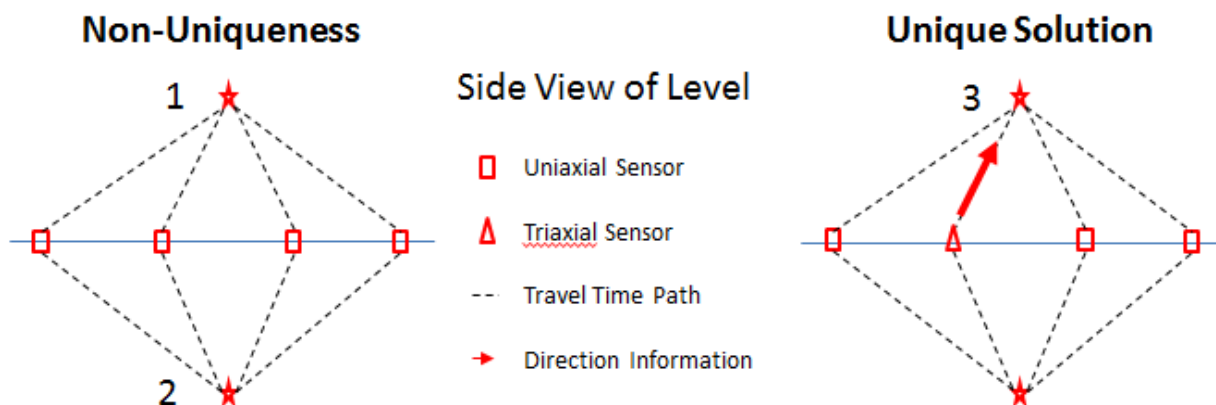 Non-Uniqueness
Unique Solution
Side View of Level
1
3
Uniaxial Sensor
Triaxial Sensor
Travel Time Path
Direction Information
2